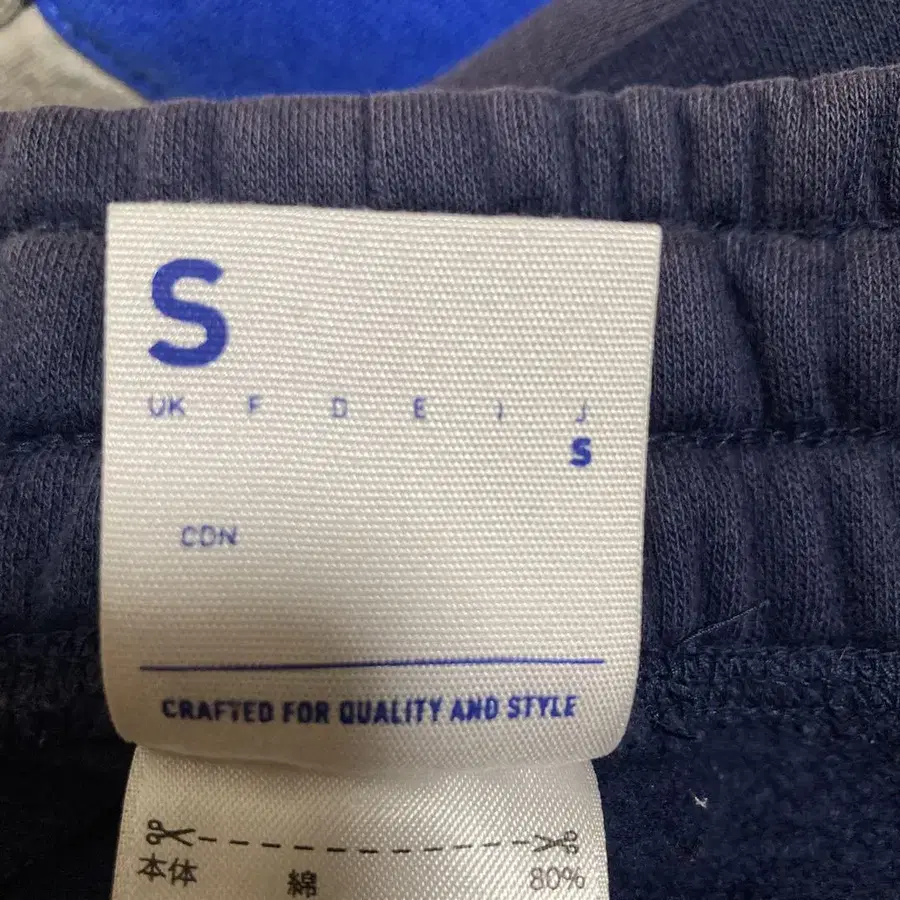 S
UK F D E I J
S
CDN
CRAFTED FOR QUALITY AND STYLE
本体
綿 80%